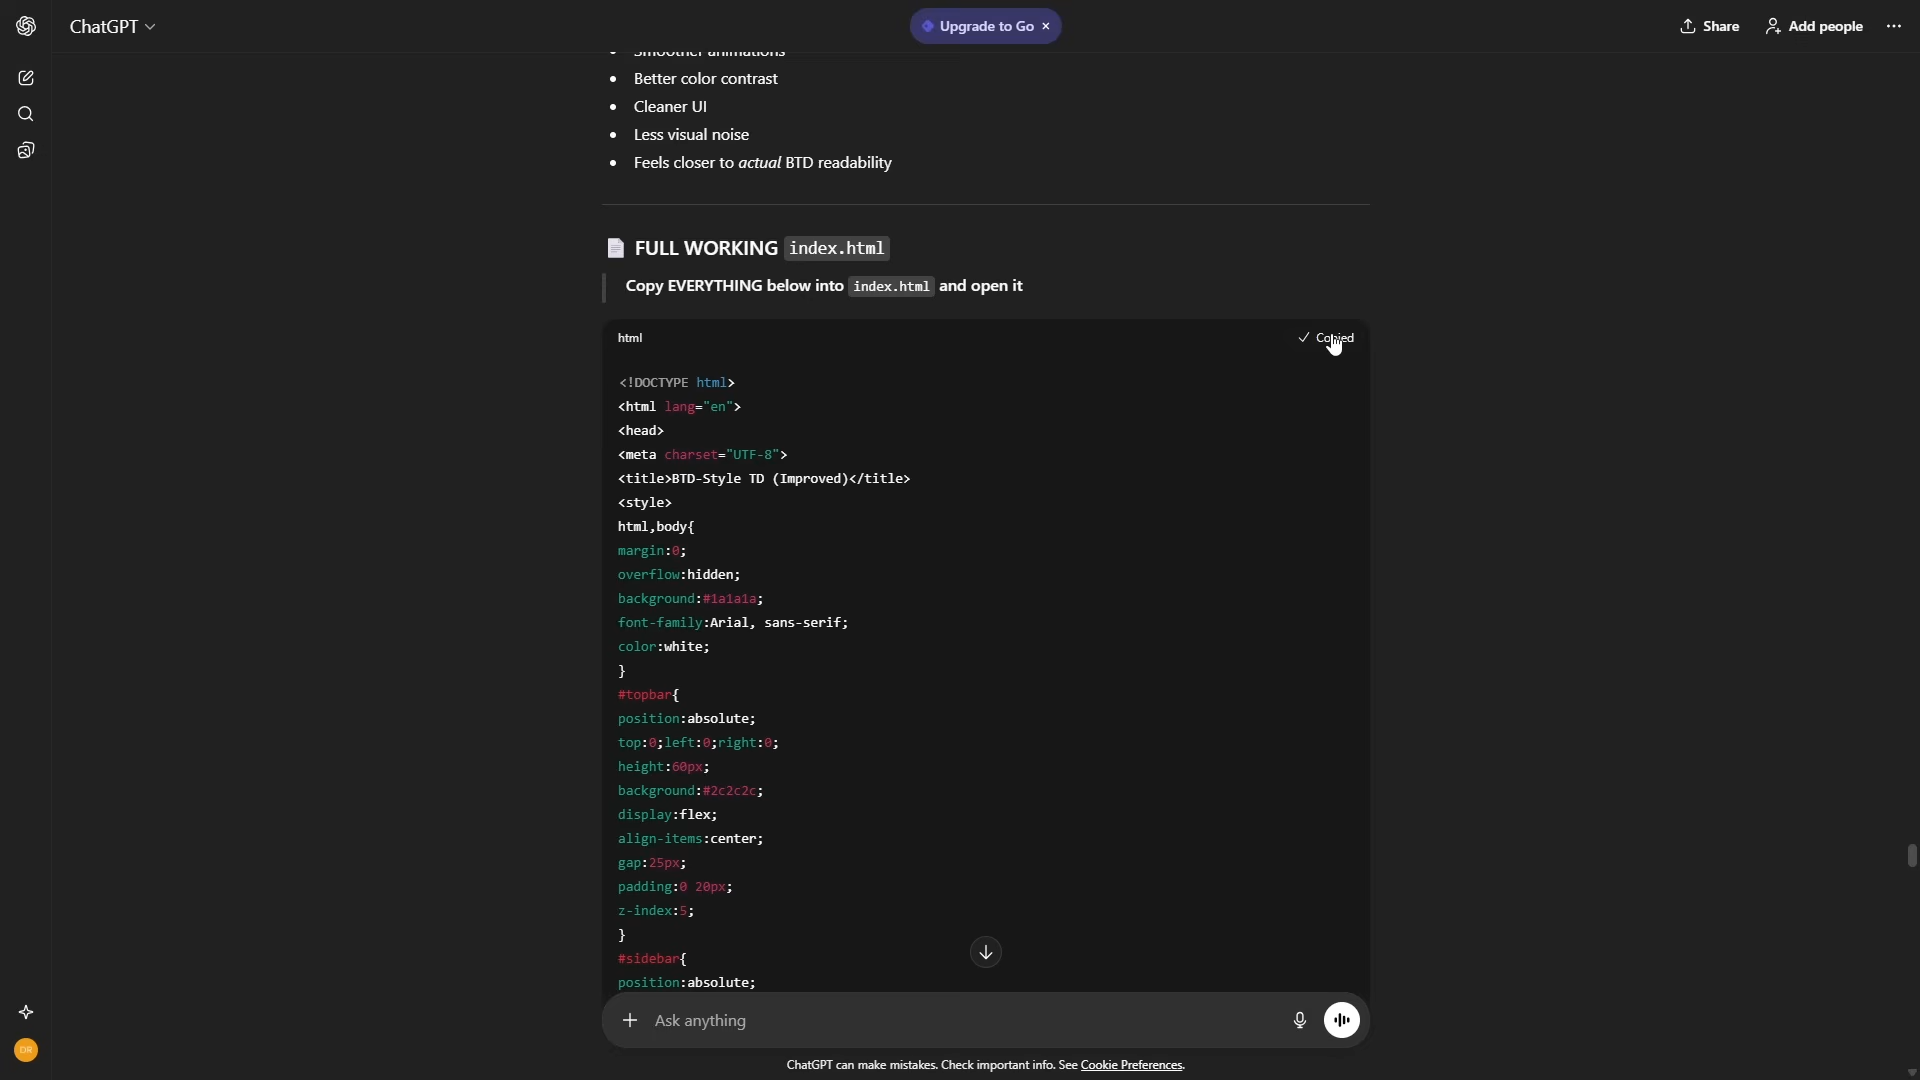 ChatGPT
Upgrade to Go
Share
Add people
Smoother animations
Better color contrast
Cleaner UI
Less visual noise
Feels closer to actual BTD readability
FULL WORKING index.html
Copy EVERYTHING below into index.html and open it
html
Copied
<!DOCTYPE html>
<html lang="en">
<head>
<meta charset="UTF-8">
<title>BTD-Style TD (Improved)</title>
<style>
html,body{
margin:0;
overflow:hidden;
background:#1a1a1a;
font-family:Arial, sans-serif;
color:white;
}
#topbar{
position:absolute;
top:0;left:0;right:0;
height:60px;
background:#2c2c2c;
display:flex;
align-items:center;
gap:25px;
padding:0 20px;
z-index:5;
}
#sidebar{
position:absolute;
Ask anything
DR
ChatGPT can make mistakes. Check important info. See Cookie Preferences.